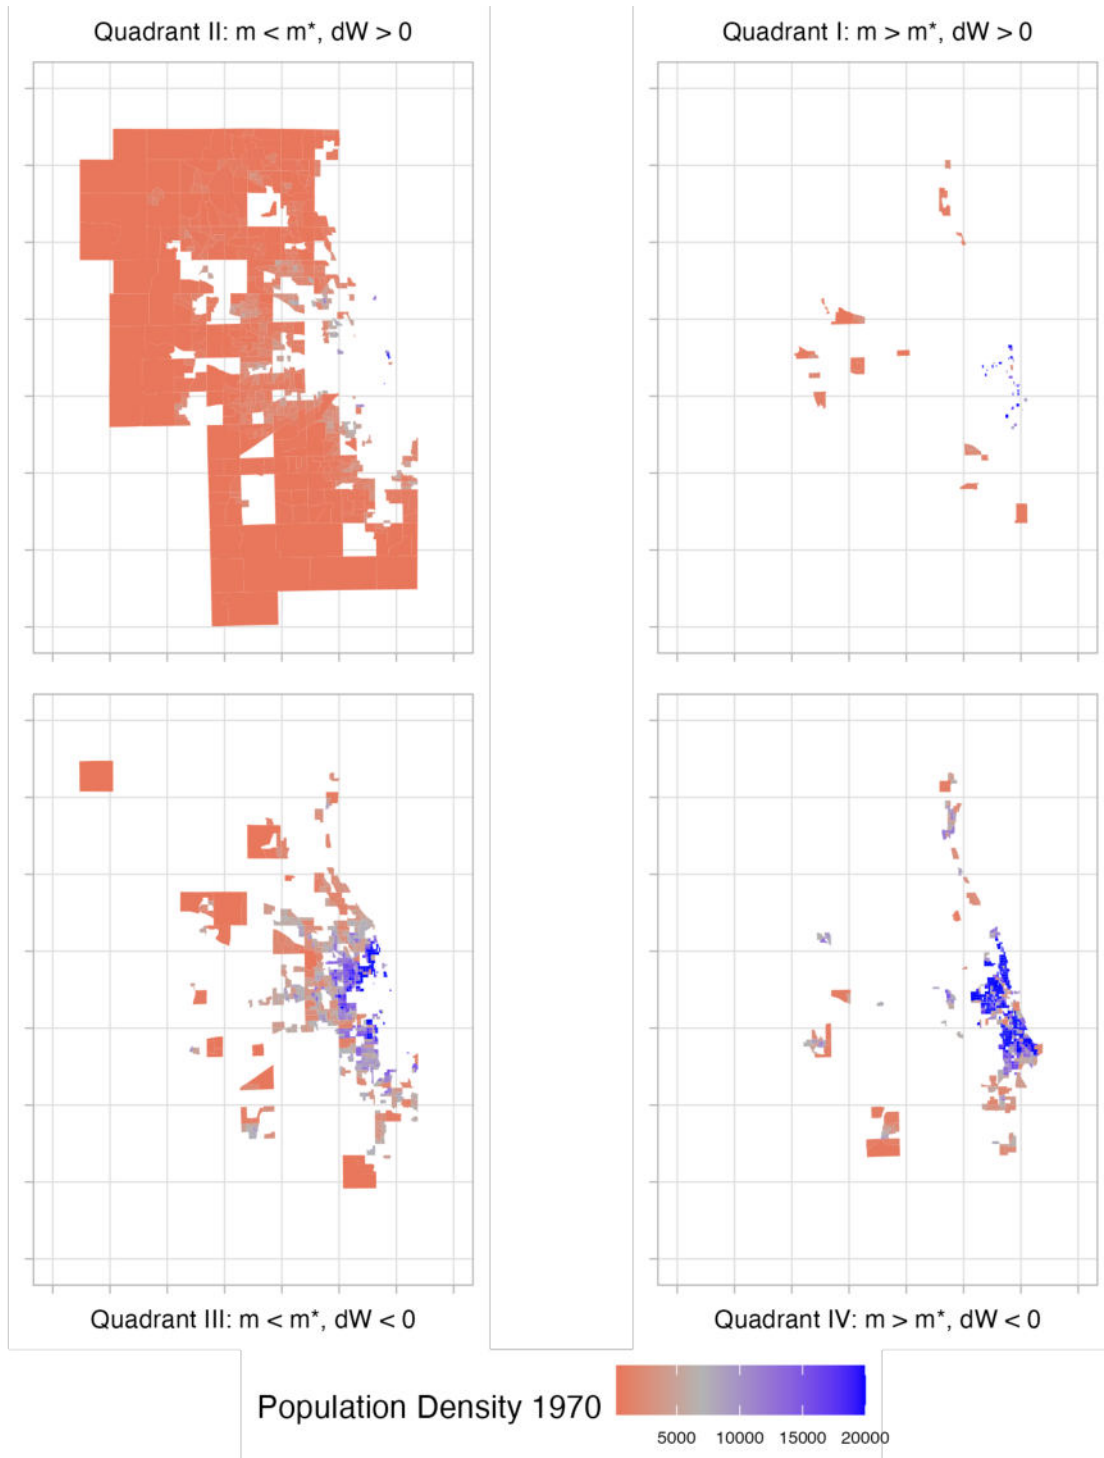 Quadrant II: m < m*, dW > 0
Quadrant I: m > m*, dW > 0
Quadrant III: m < m*, dW < 0
Quadrant IV: m > m*, dW < 0
Population Density 1970
5000 10000 15000 20000